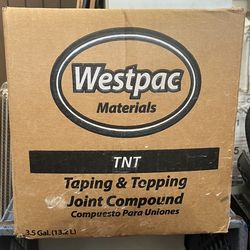 Westpac
Materials
TNT
Taping & Topping
Joint Compound
Compuesto Para Uniones
3.5 Gal. (13.2 L)